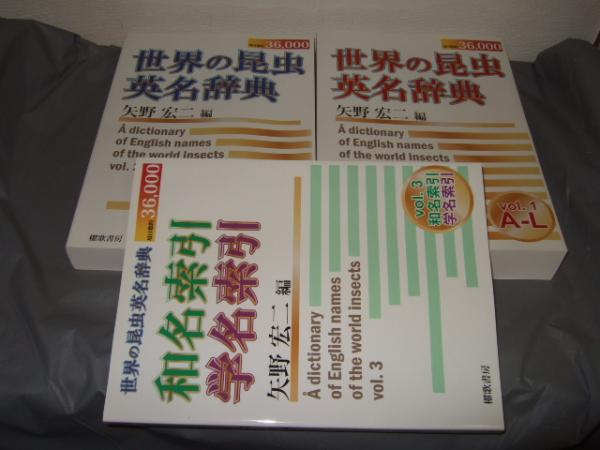 36,000
世界の昆虫
英名辞典
矢野 宏二 編
A dictionary
of English names
of the world insects
vol.
櫂歌書房
36,000
世界の昆虫
英名辞典
矢野 宏二 編
A dictionary
of English names
of the world insects
vol. 1
A-L
櫂歌書房
36,000
世界の昆虫英名辞典
和名索引
学名索引
矢野 宏二 編
vol. 3
和名索引
学名索引
A dictionary
of English names
of the world insects
vol. 3
櫂歌書房